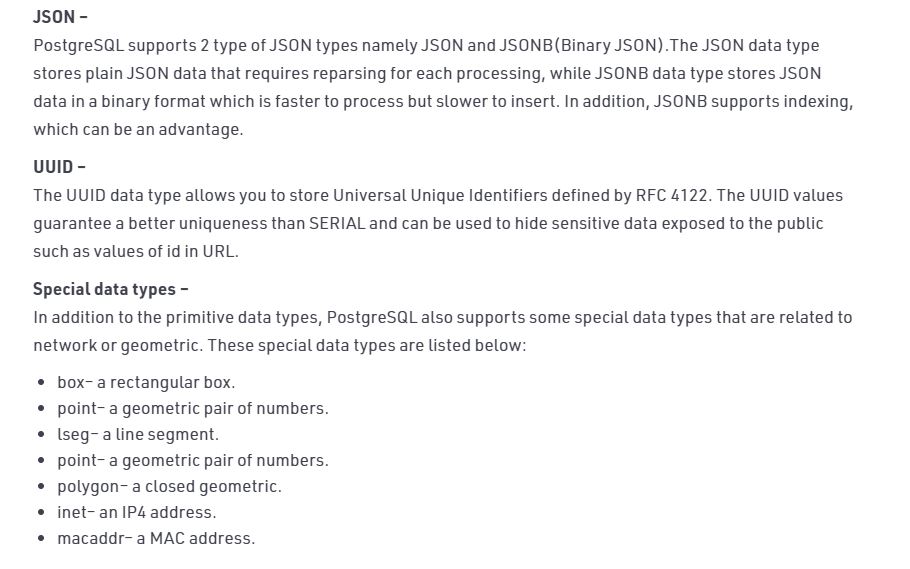 JSON –
PostgreSQL supports 2 type of JSON types namely JSON and JSONB(Binary JSON).The JSON data type
stores plain JSON data that requires reparsing for each processing, while JSONB data type stores JSON
data in a binary format which is faster to process but slower to insert. In addition, JSONB supports indexing,
which can be an advantage.
UUID –
The UUID data type allows you to store Universal Unique Identifiers defined by RFC 4122. The UUID values
guarantee a better uniqueness than SERIAL and can be used to hide sensitive data exposed to the public
such as values of id in URL.
Special data types –
In addition to the primitive data types, PostgreSQL also supports some special data types that are related to
network or geometric. These special data types are listed below:
• box– a rectangular box.
• point– a geometric pair of numbers.
• lseg– a line segment.
• point– a geometric pair of numbers.
• polygon– a closed geometric.
• inet– an IP4 address.
• macaddr– a MAC address.